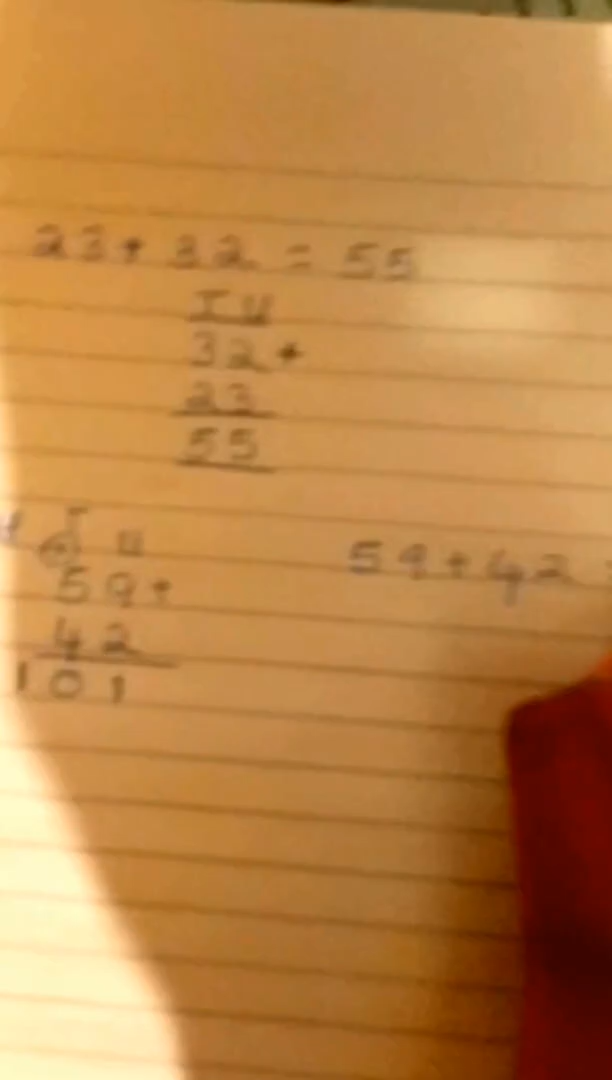 23+ 32 = 55
T U
32+
23
55
T U
59+
42
101
59+42